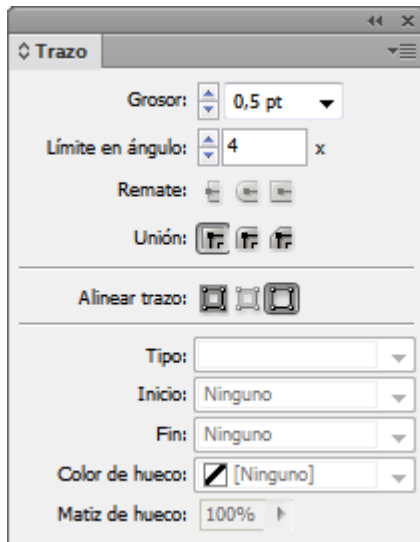 Trazo
Grosor: 0,5 pt
Límite en ángulo: 4 x
Remate:
Unión:
Alinear trazo:
Tipo:
Inicio: Ninguno
Fin: Ninguno
Color de hueco: [Ninguno]
Matiz de hueco: 100%